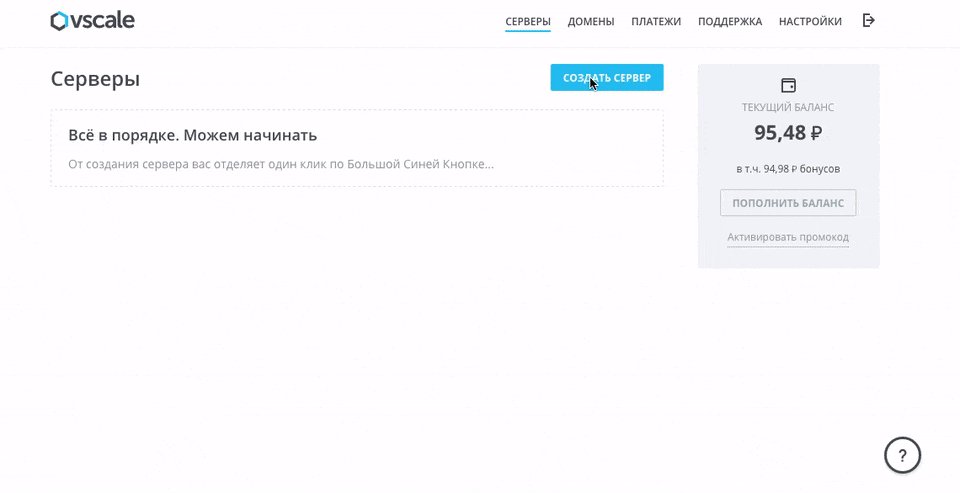 vscale
СЕРВЕРЫ ДОМЕНЫ ПЛАТЕЖИ ПОДДЕРЖКА НАСТРОЙКИ
Серверы
СОЗДАТЬ СЕРВЕР
Всё в порядке. Можем начинать
От создания сервера вас отделяет один клик по Большой Синей Кнопке...
ТЕКУЩИЙ БАЛАНС
95,48 ₽
в т.ч. 94,98 ₽ бонусов
ПОПОЛНИТЬ БАЛАНС
Активировать промокод
?